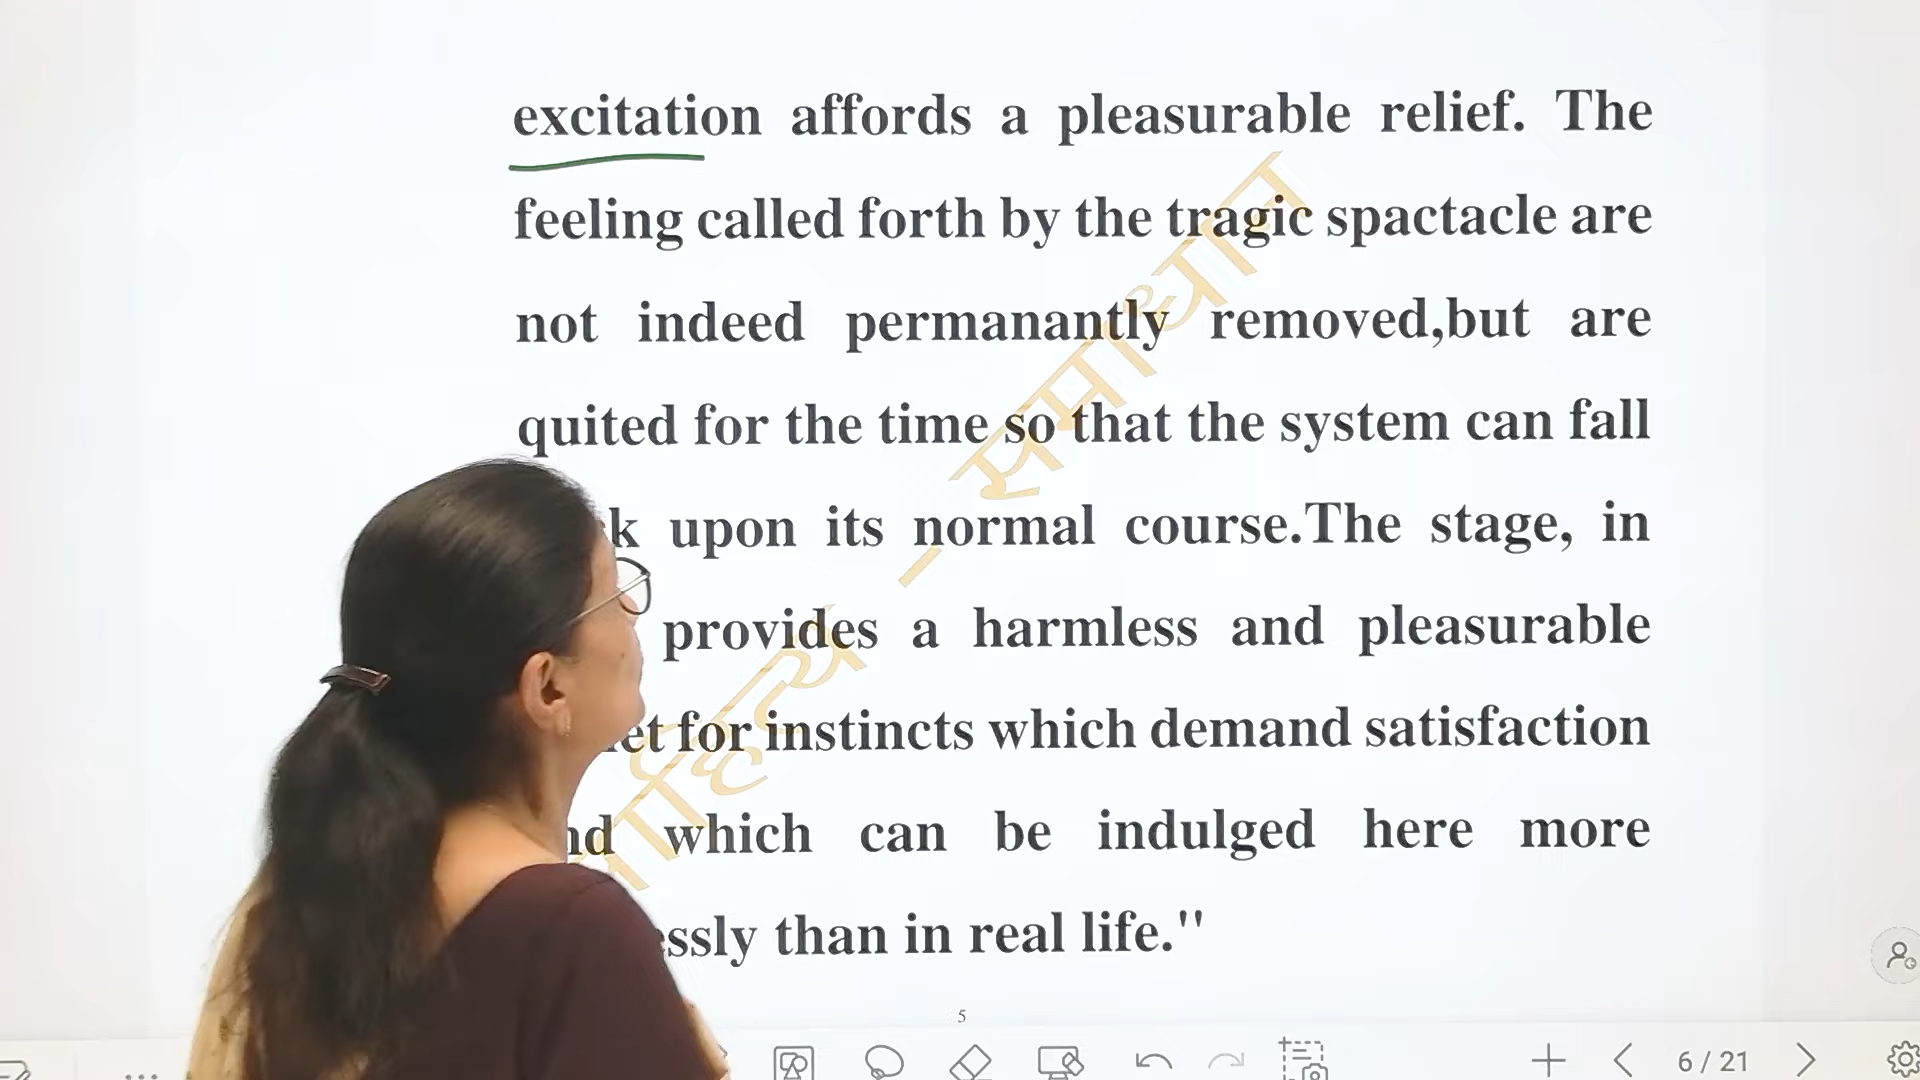 excitation affords a pleasurable relief. The
feeling called forth by the tragic spactacle are
not indeed permanantly removed,but are
quited for the time so that the system can fall
upon its normal course.The stage, in
provides a harmless and pleasurable
for instincts which demand satisfaction
which can be indulged here more
than in real life."
साहित्य - समाधान
5
6 / 21